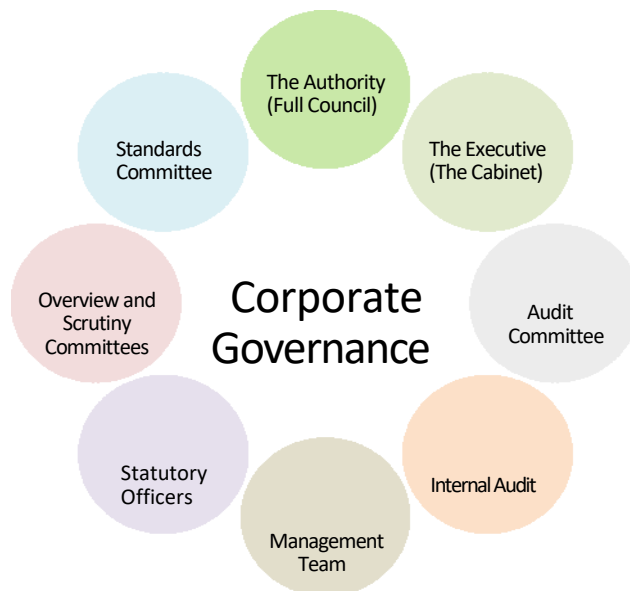 The Authority
(Full Council)
The Executive
(The Cabinet)
Audit
Committee
Internal Audit
Management
Team
Statutory
Officers
Overview and
Scrutiny
Committees
Standards
Committee
Corporate
Governance